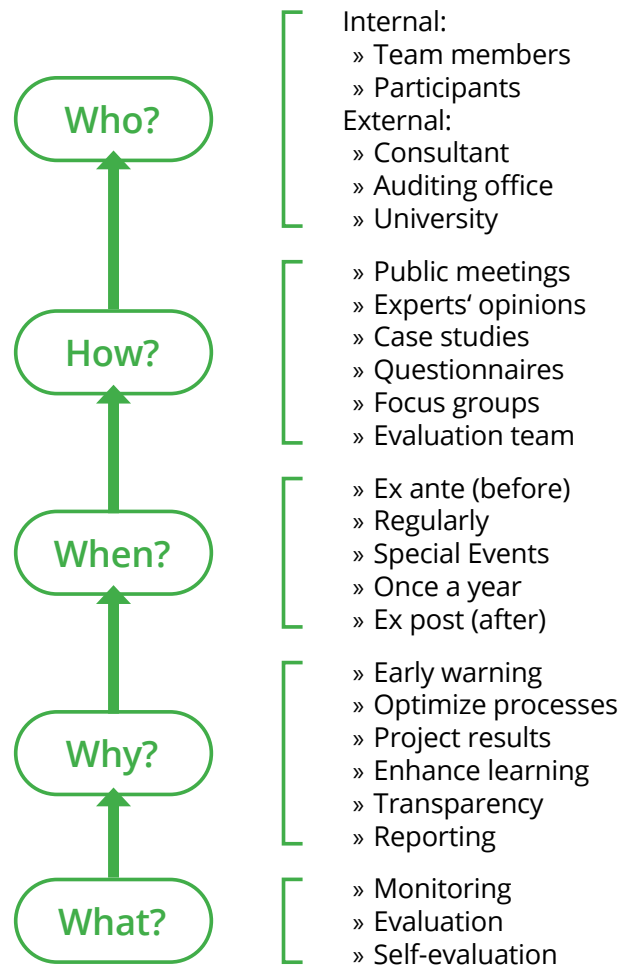 Who?
Internal:
» Team members
» Participants
External:
» Consultant
» Auditing office
» University
How?
» Public meetings
» Experts‘ opinions
» Case studies
» Questionnaires
» Focus groups
» Evaluation team
When?
» Ex ante (before)
» Regularly
» Special Events
» Once a year
» Ex post (after)
Why?
» Early warning
» Optimize processes
» Project results
» Enhance learning
» Transparency
» Reporting
What?
» Monitoring
» Evaluation
» Self-evaluation